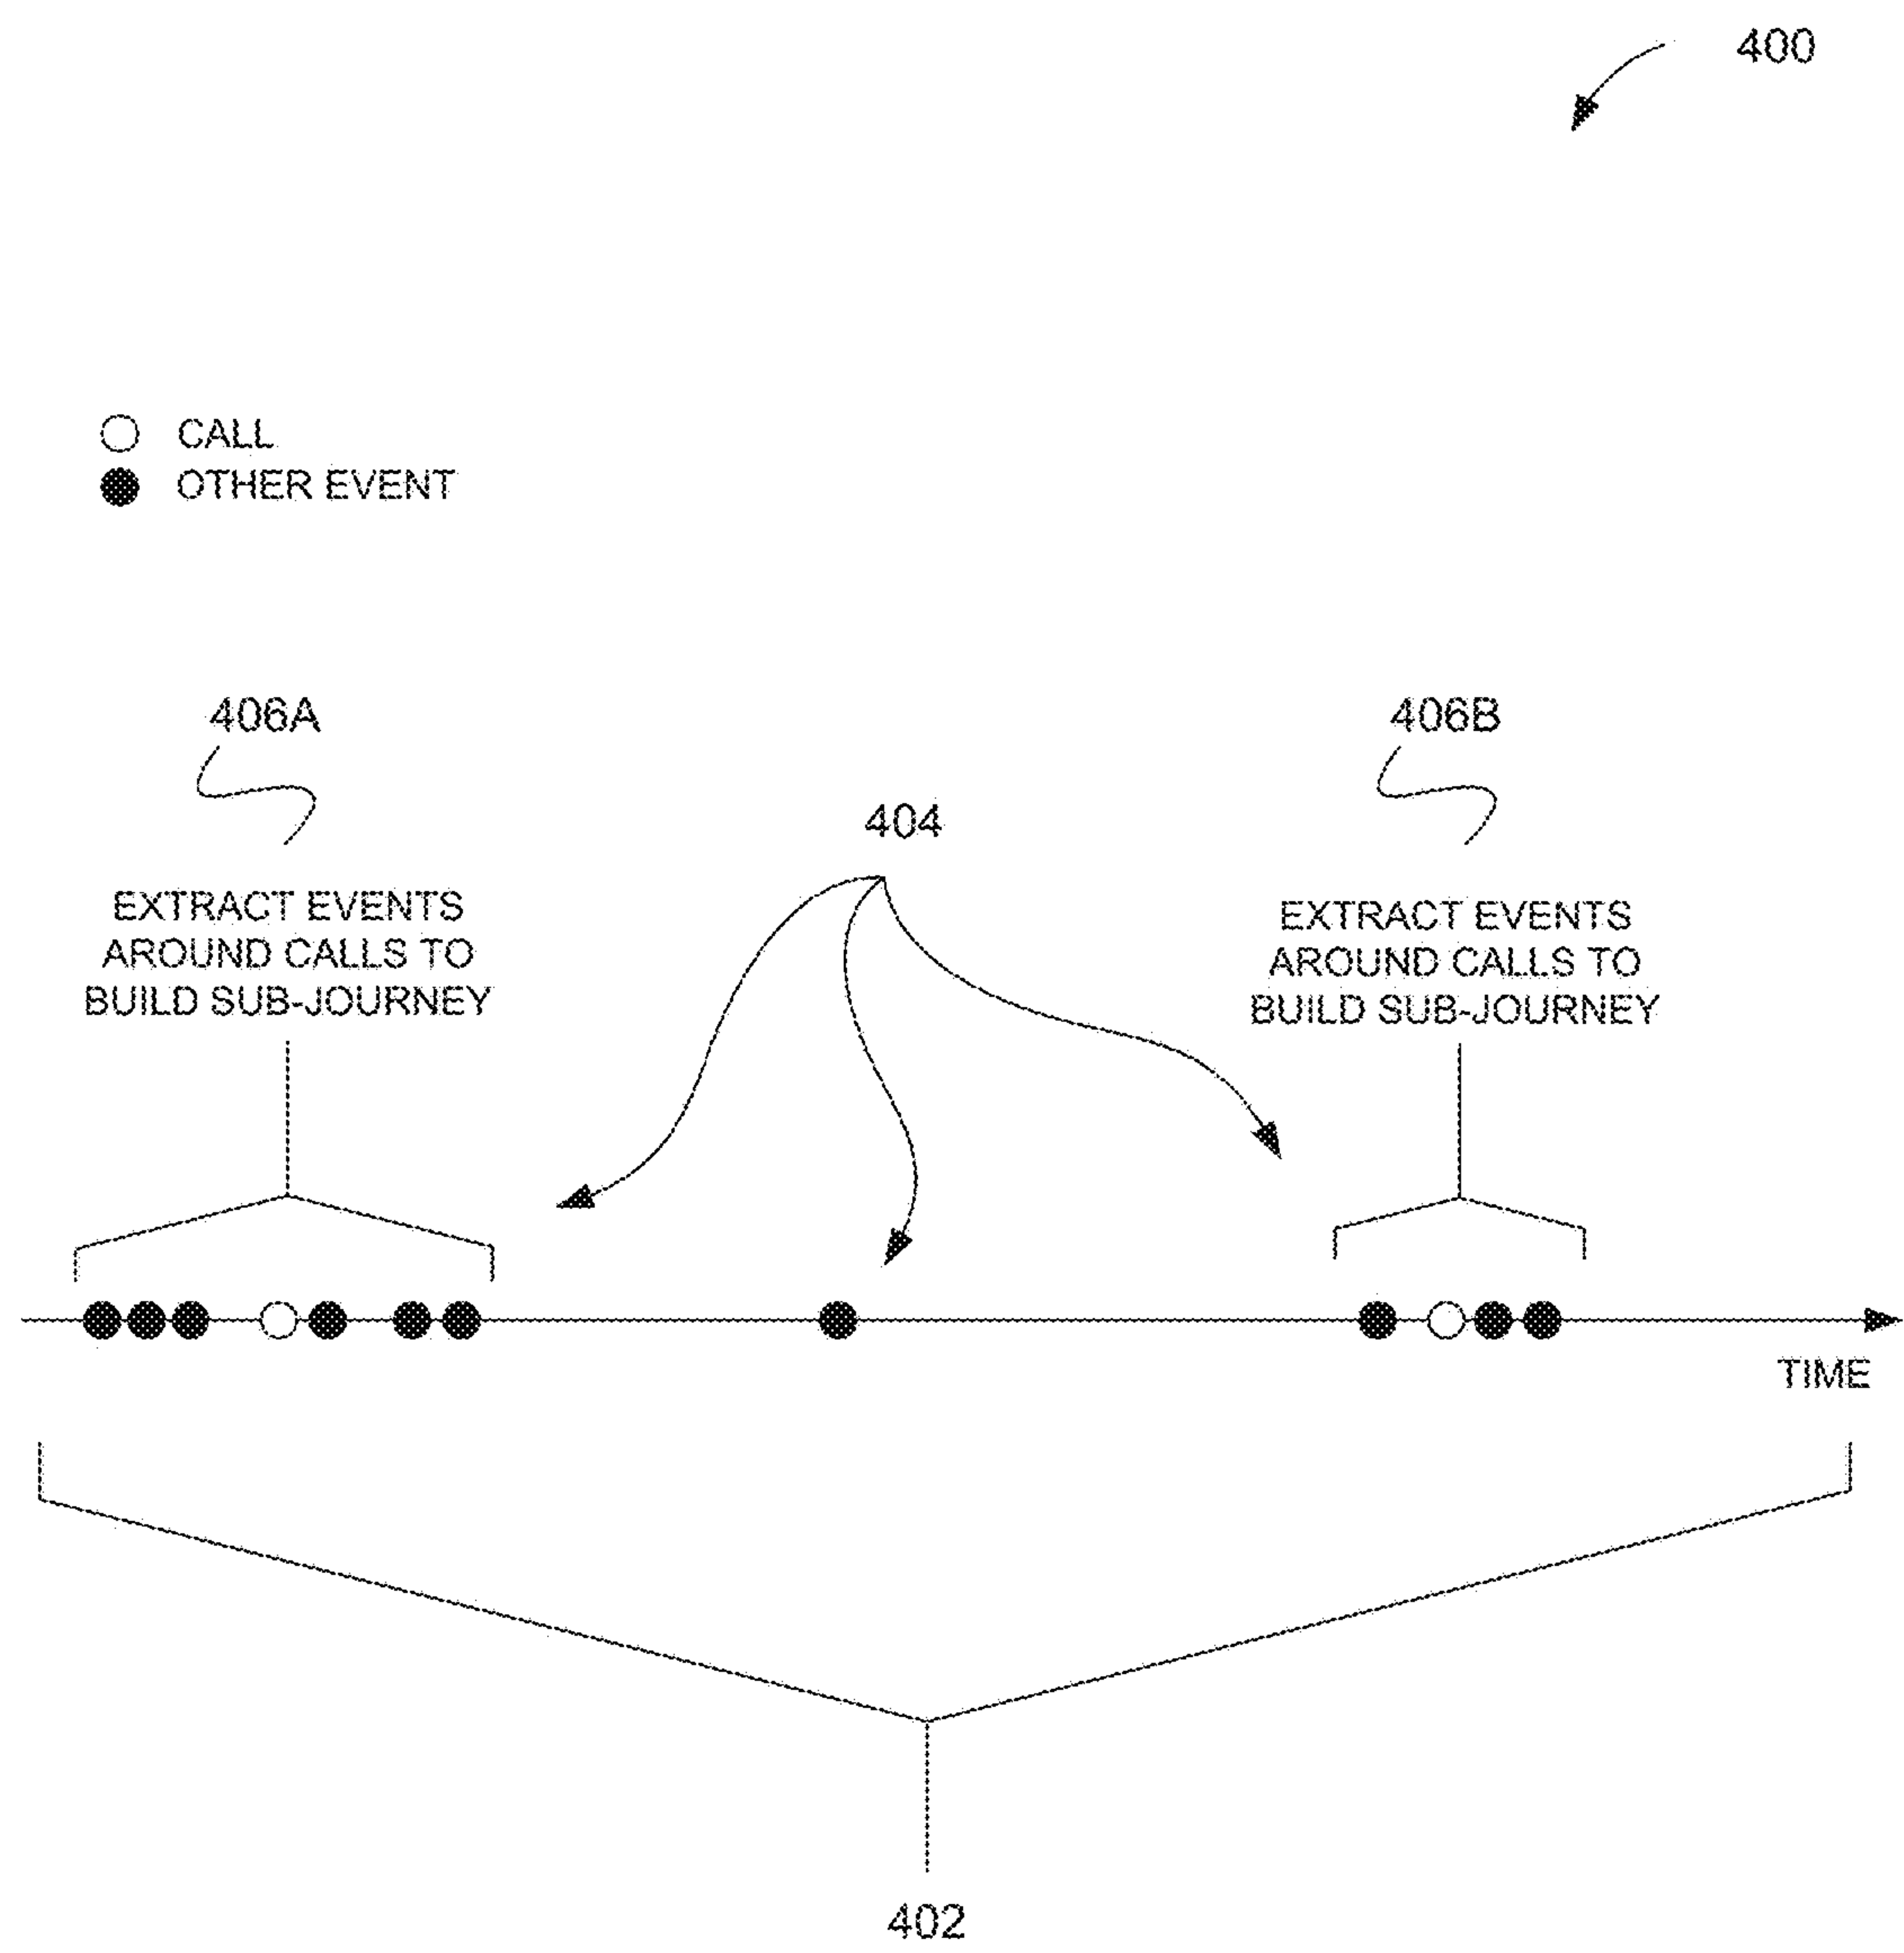 400
CALL
OTHER EVENT
406A
406B
404
EXTRACT EVENTS
AROUND CALLS TO
BUILD SUB-JOURNEY
EXTRACT EVENTS
AROUND CALLS TO
BUILD SUB-JOURNEY
TIME
402